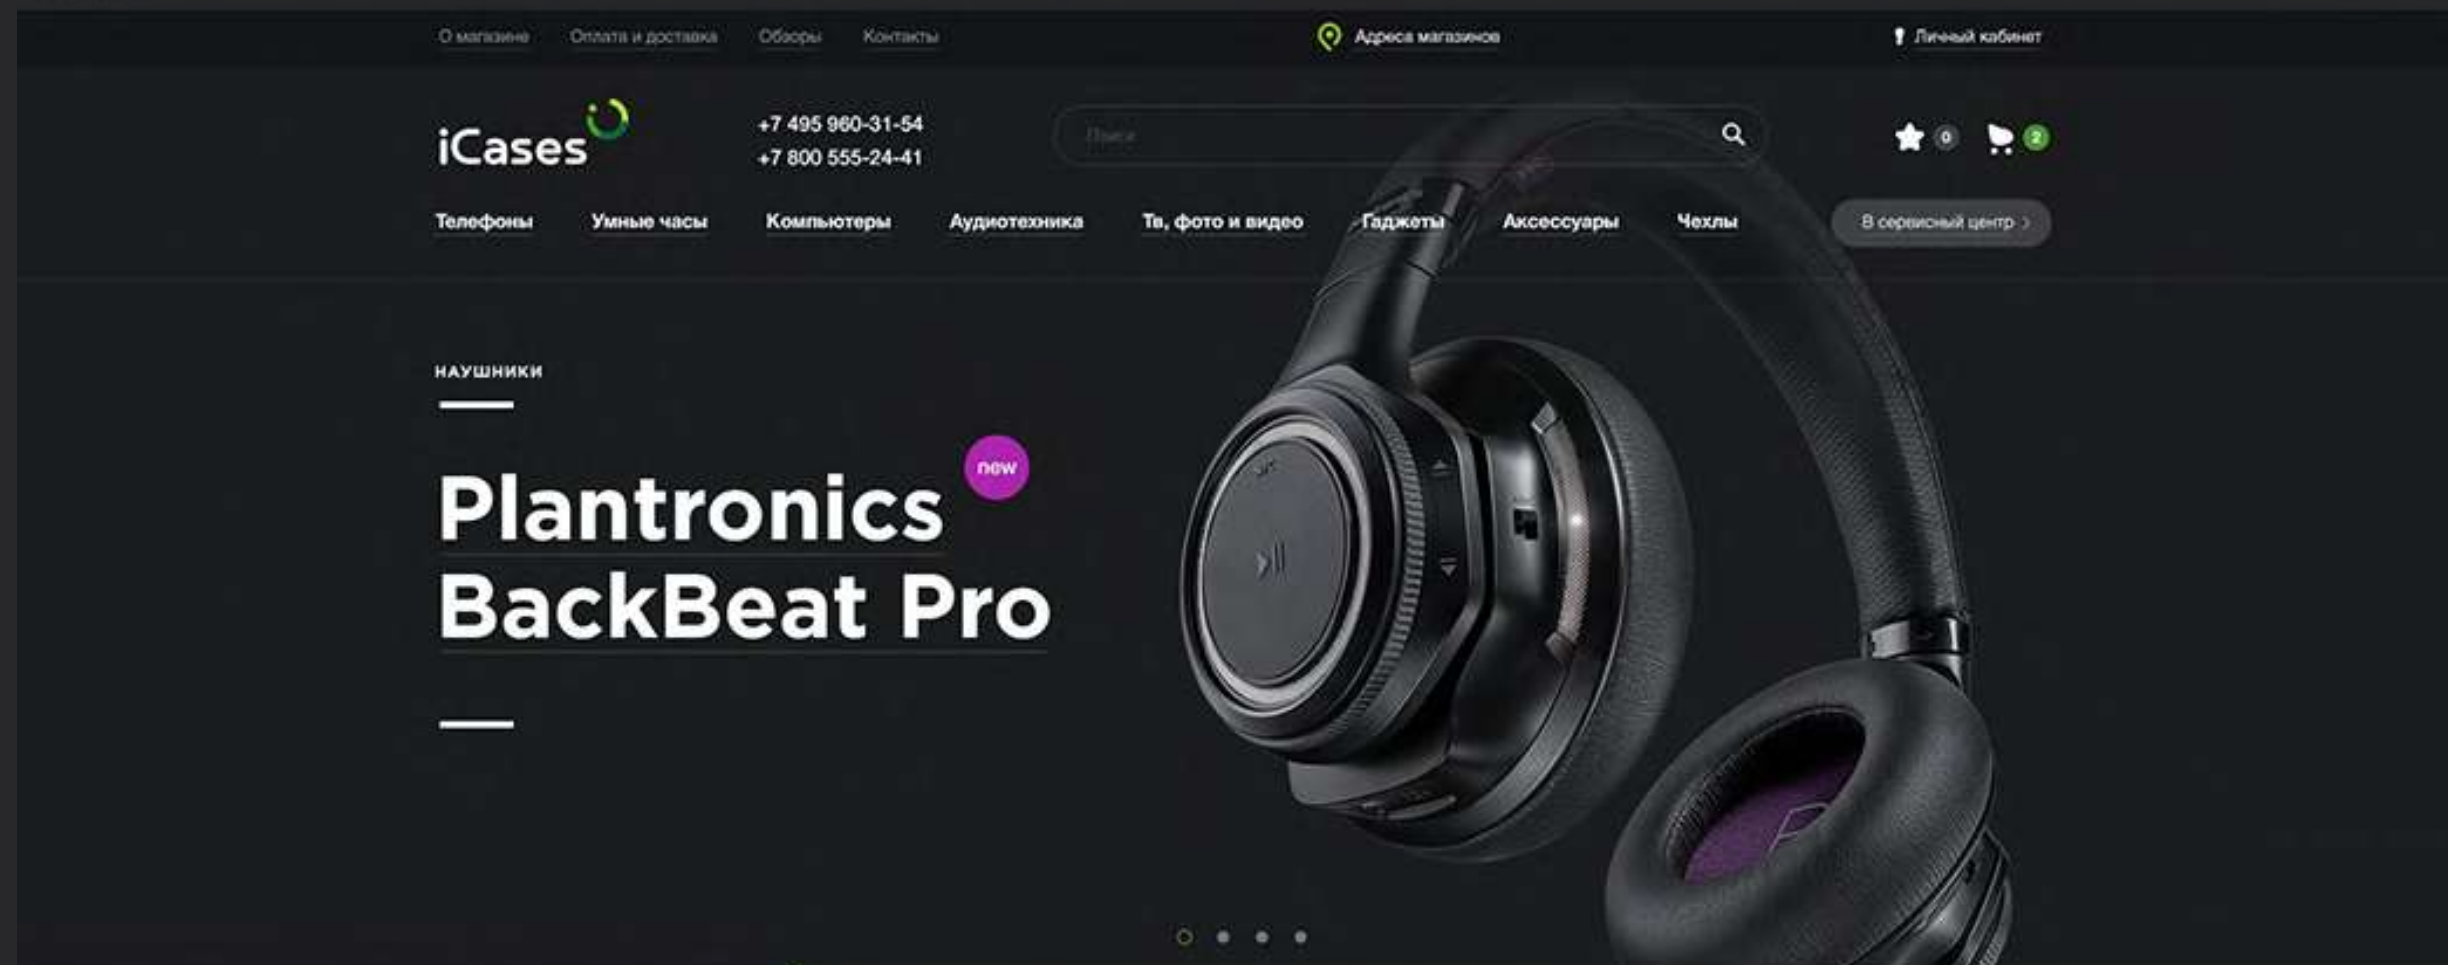 О магазине Оплата и доставка Обзоры Контакты Адреса магазинов Личный кабинет
iCases
+7 495 960-31-54
+7 800 555-24-41
Поиск
0 2
Телефоны Умные часы Компьютеры Аудиотехника Тв, фото и видео Гаджеты Аксессуары Чехлы В сервисный центр
НАУШНИКИ
new
Plantronics
BackBeat Pro